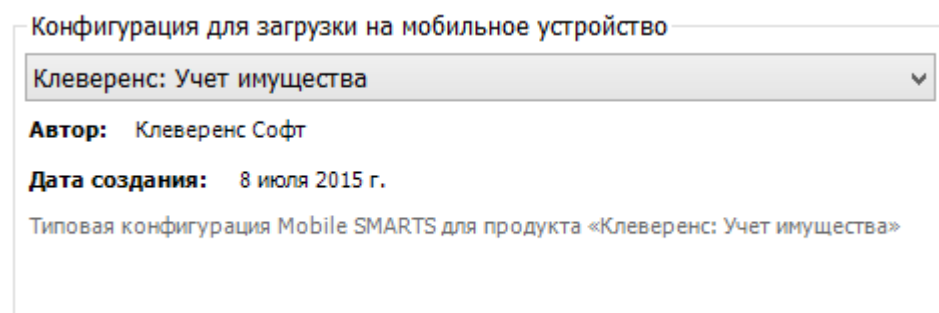 Конфигурация для загрузки на мобильное устройство
Клеверенс: Учет имущества
Автор: Клеверенс Софт
Дата создания: 8 июля 2015 г.
Типовая конфигурация Mobile SMARTS для продукта «Клеверенс: Учет имущества»